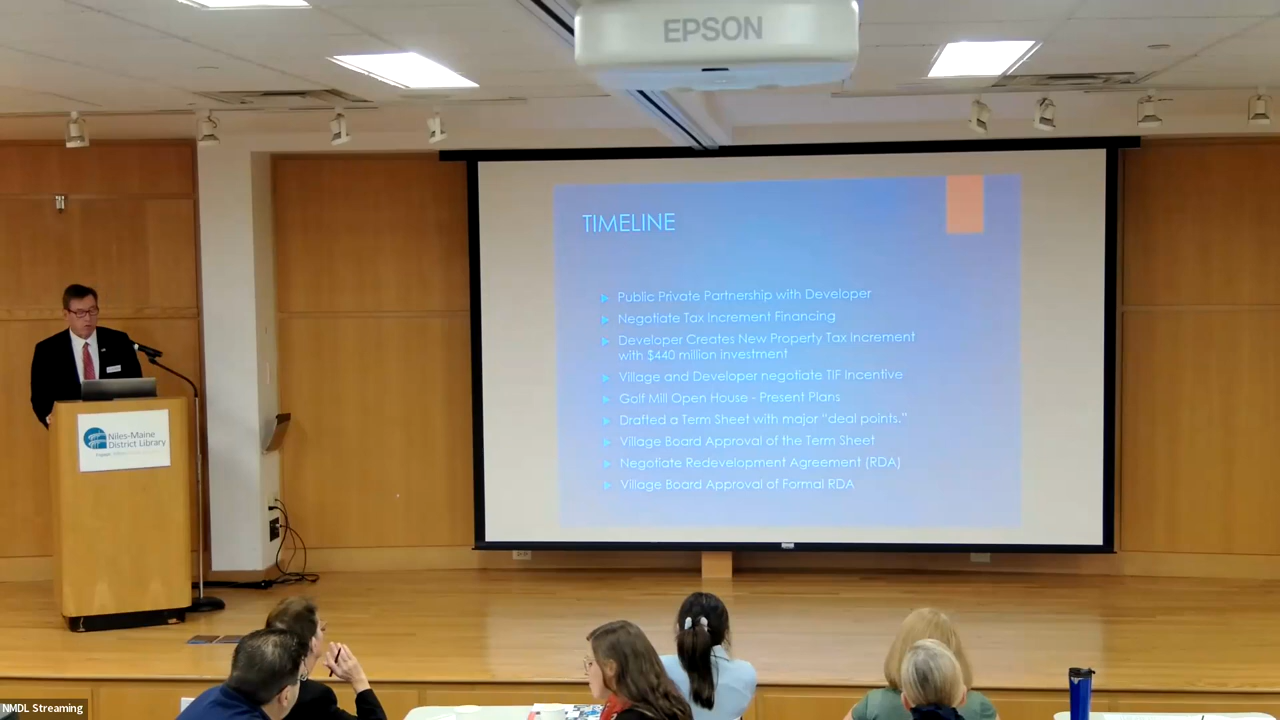 EPSON
TIMELINE
Public Private Partnership with Developer
Negotiate Tax Increment Financing
Developer Creates New Property Tax Increment
with $440 million investment
Village and Developer negotiate TIF Incentive
Golf Mill Open House - Present Plans
Drafted a Term Sheet with major "deal points."
Village Board Approval of the Term Sheet
Negotiate Redevelopment Agreement (RDA)
Village Board Approval of Formal RDA
Niles-Maine
District Library
NMDL Streaming